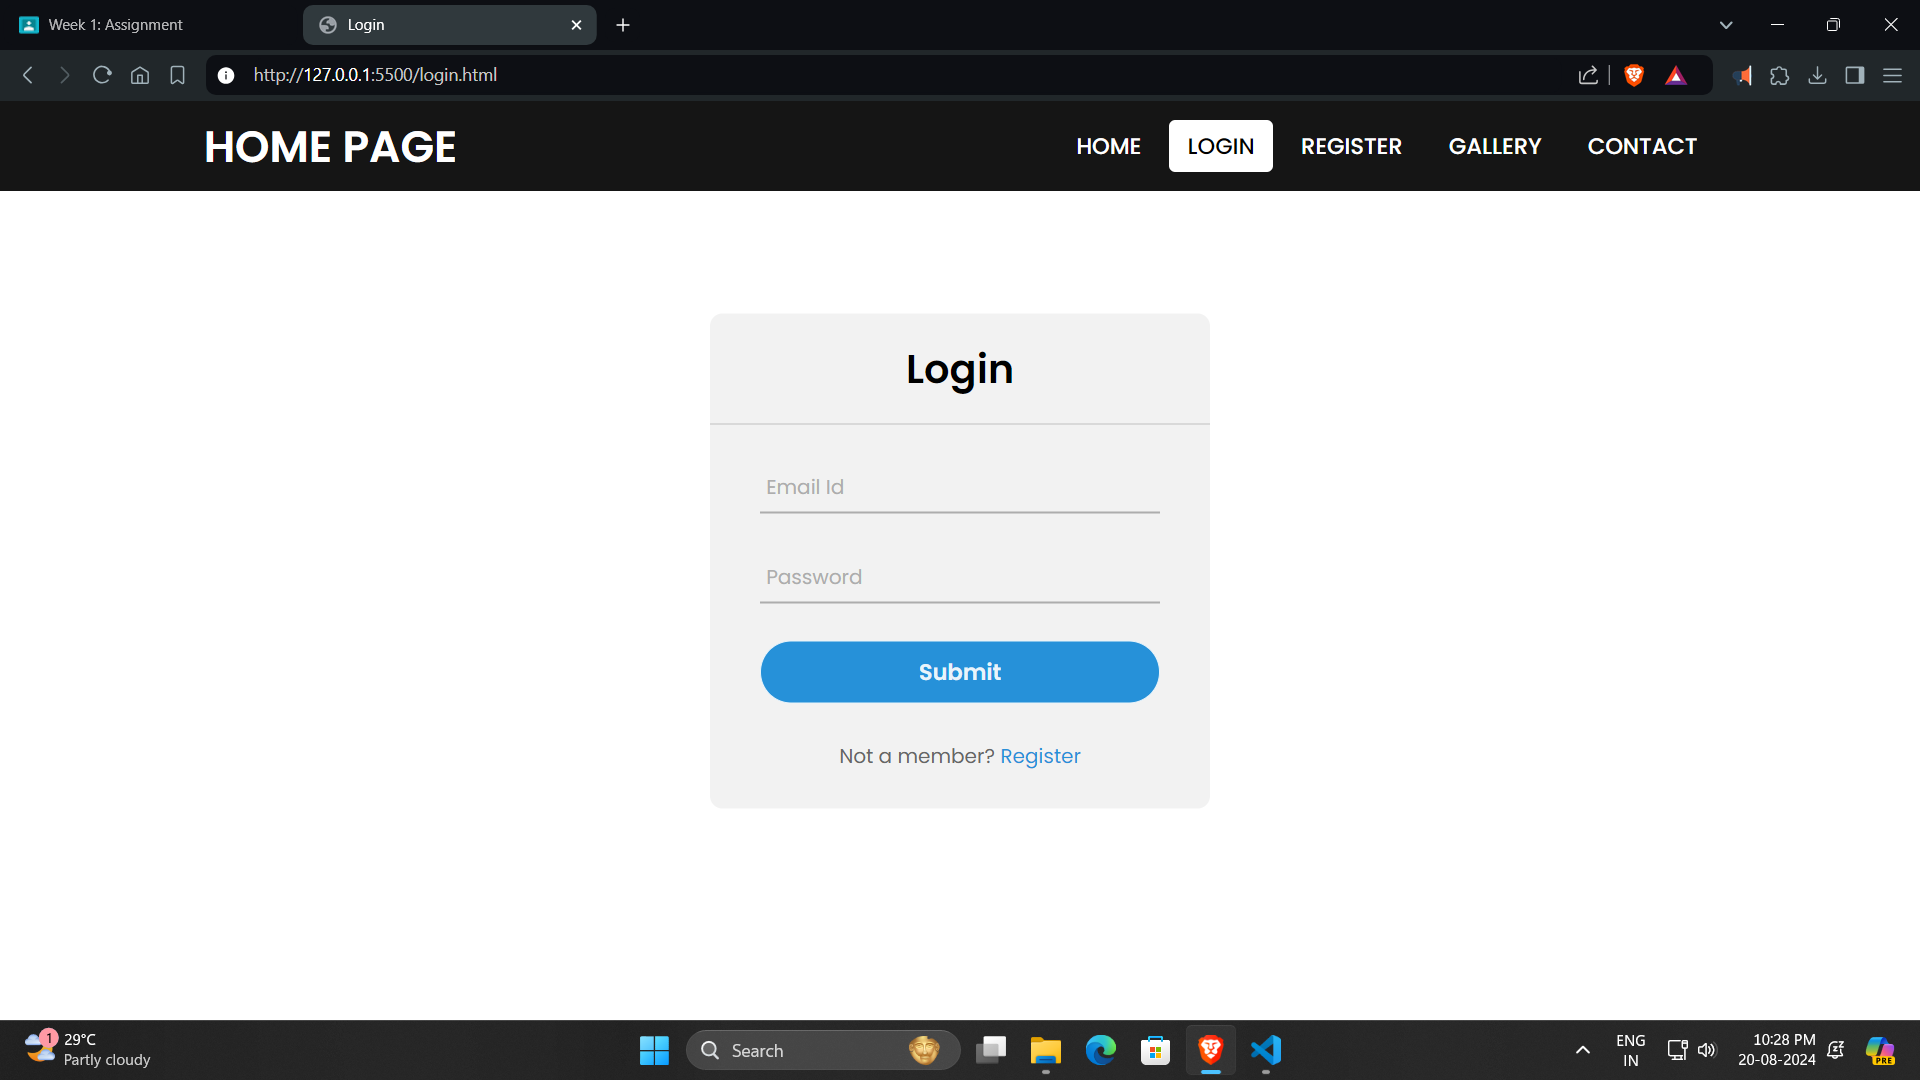 Week 1: Assignment
Login
http://127.0.0.1:5500/login.html
HOME PAGE
HOME
LOGIN
REGISTER
GALLERY
CONTACT
Login
Email Id
Password
Submit
Not a member? Register
1
29°C
Partly cloudy
Search
ENG
IN
10:28 PM
20-08-2024
PRE